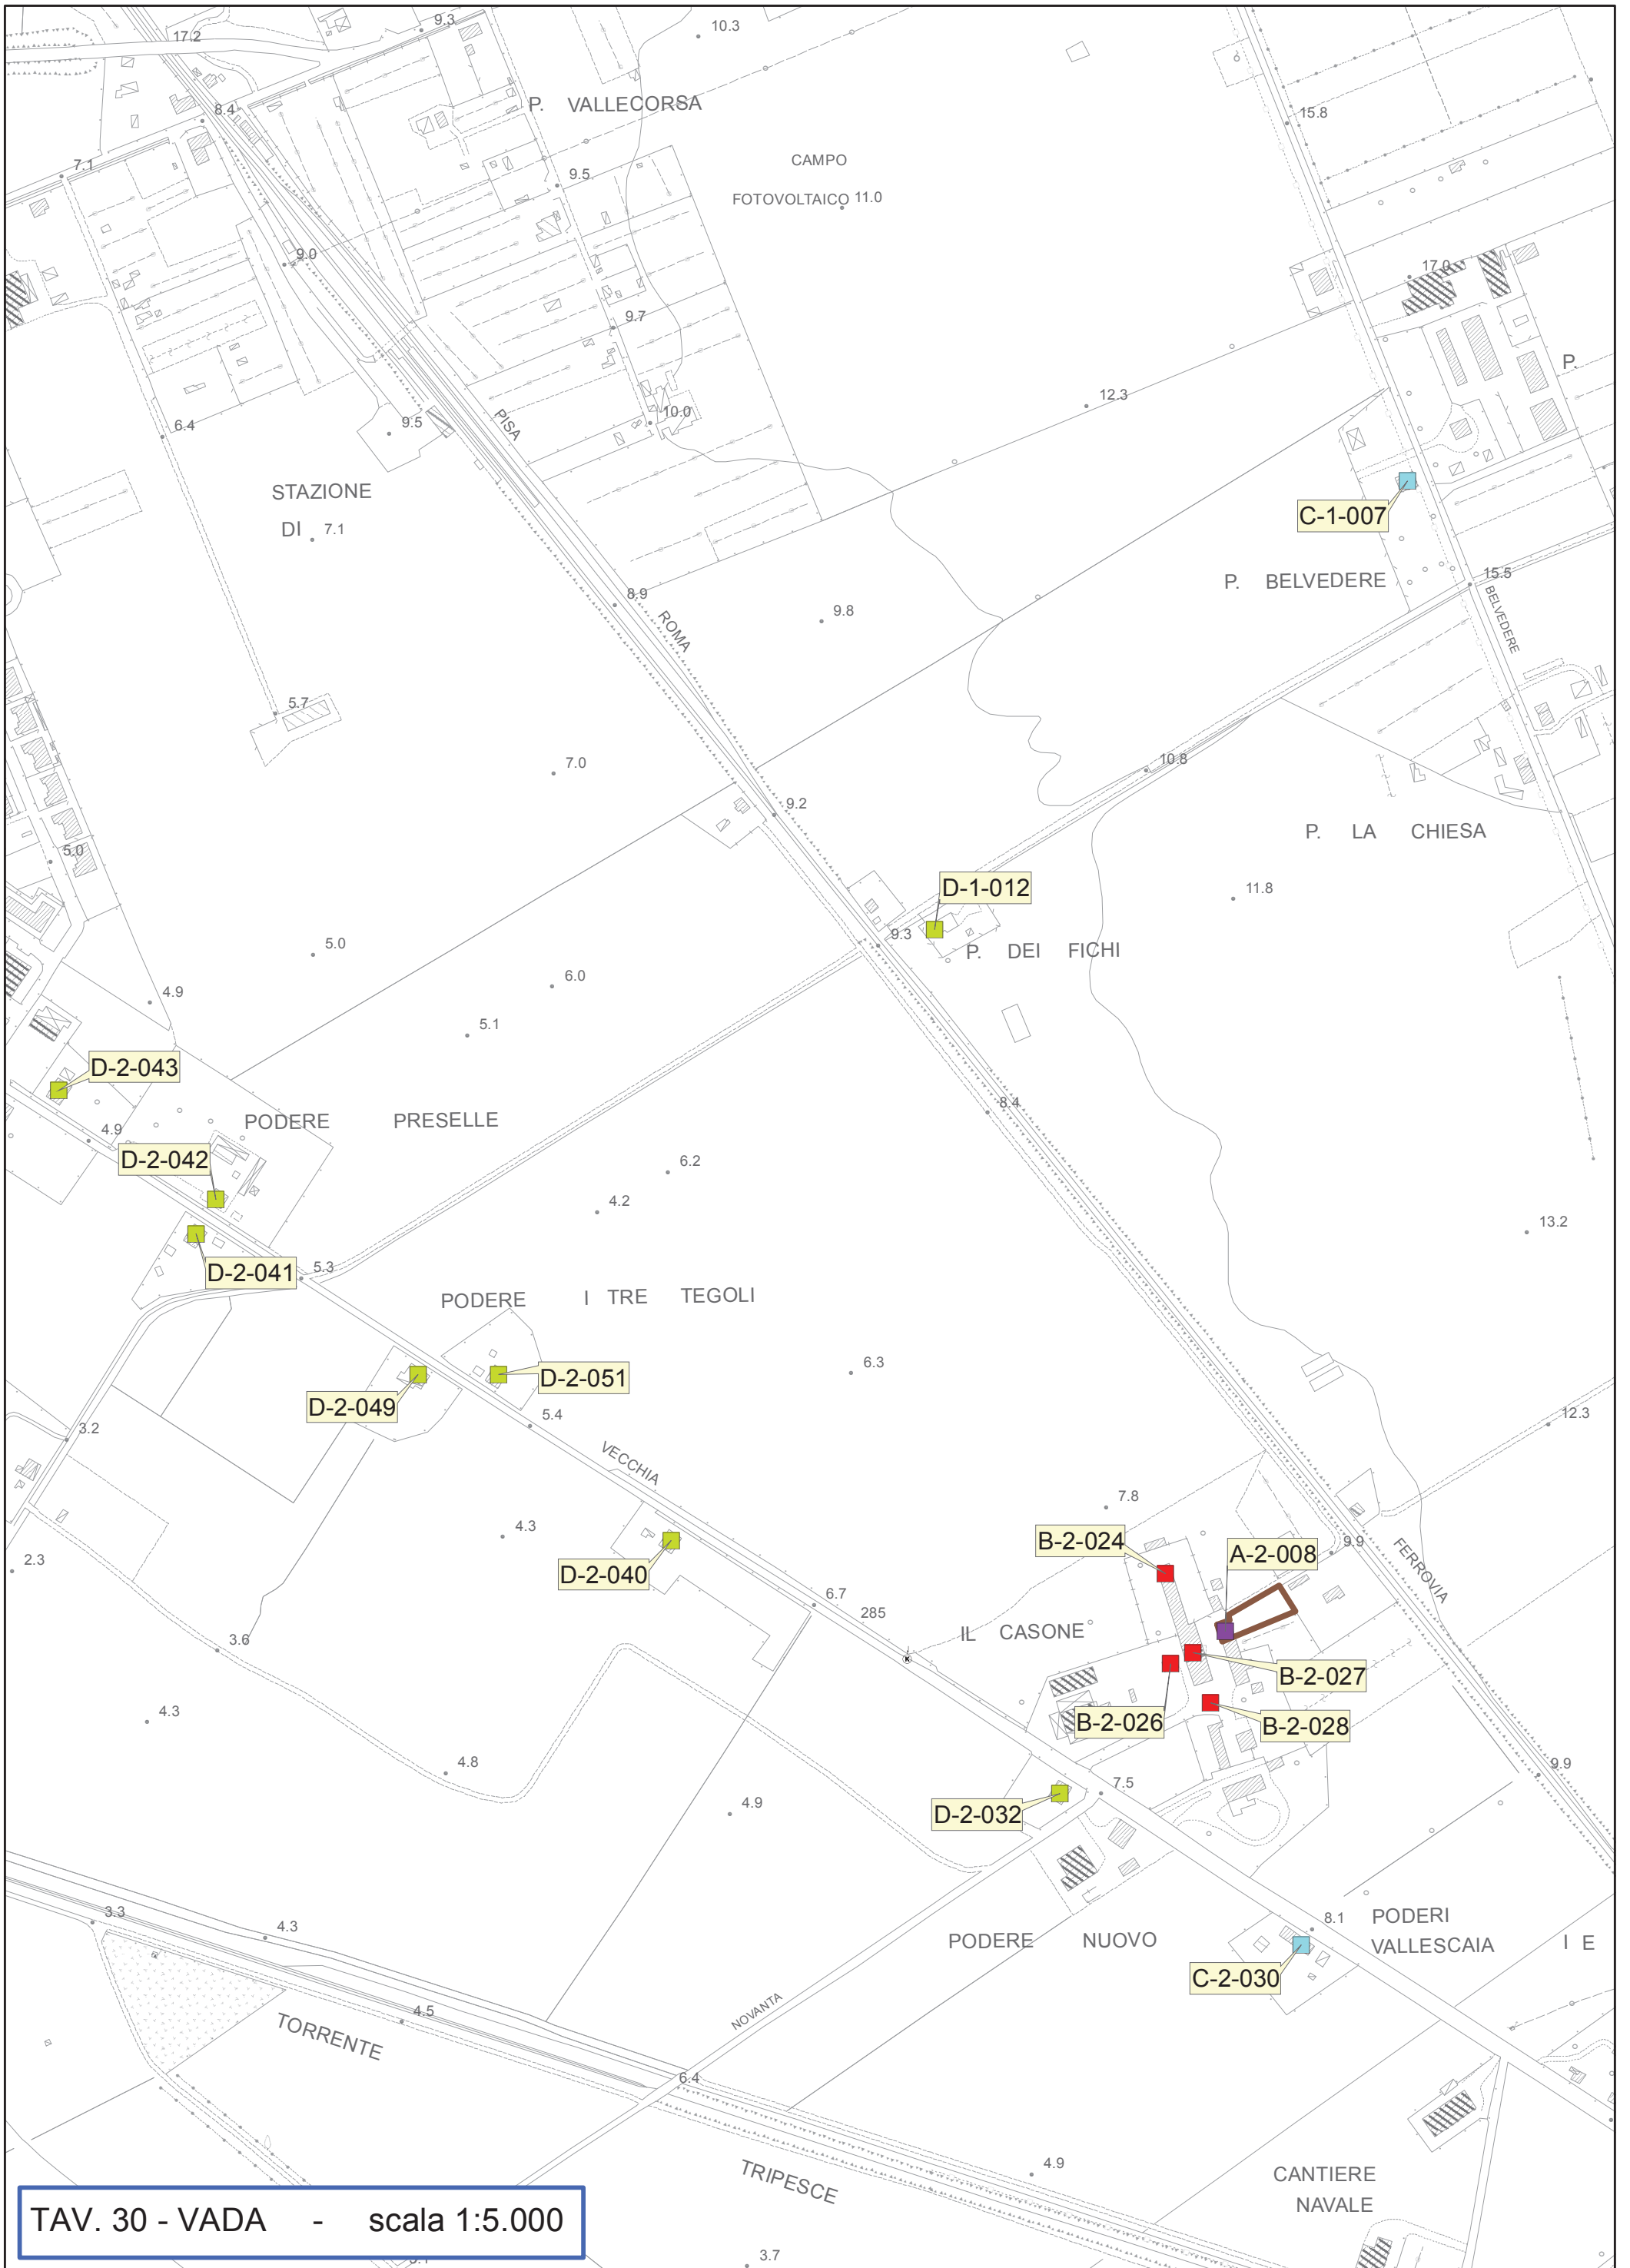 9.3
10.3
17.2
P. VALLECORSA
8.4
15.8
CAMPO
7.1
9.5
FOTOVOLTAICO 11.0
9.0
17.0
9.7
P.
12.3
10.0
PISA
6.4
9.5
STAZIONE
C-1-007
DI 7.1
P. BELVEDERE
15.5
8.9
9.8
ROMA
BELVEDERE
5.7
7.0
10.8
9.2
P. LA CHIESA
5.0
D-1-012
11.8
9.3
5.0
P. DEI FICHI
6.0
4.9
5.1
D-2-043
8.4
PODERE PRESELLE
4.9
D-2-042
6.2
4.2
13.2
D-2-041
5.3
PODERE I TRE TEGOLI
6.3
D-2-051
D-2-049
5.4
12.3
3.2
VECCHIA
7.8
4.3
B-2-024
9.9
A-2-008
FERROVIA
2.3
D-2-040
6.7
285
IL CASONE
3.6
B-2-027
4.3
B-2-026
B-2-028
4.8
9.9
7.5
4.9
D-2-032
3.3
4.3
8.1
PODERI
PODERE NUOVO
VALLESCAIA I E
C-2-030
NOVANTA
4.5
TORRENTE
6.4
4.9
TRIPESCE
CANTIERE
NAVALE
TAV. 30 - VADA - scala 1:5.000
3.7